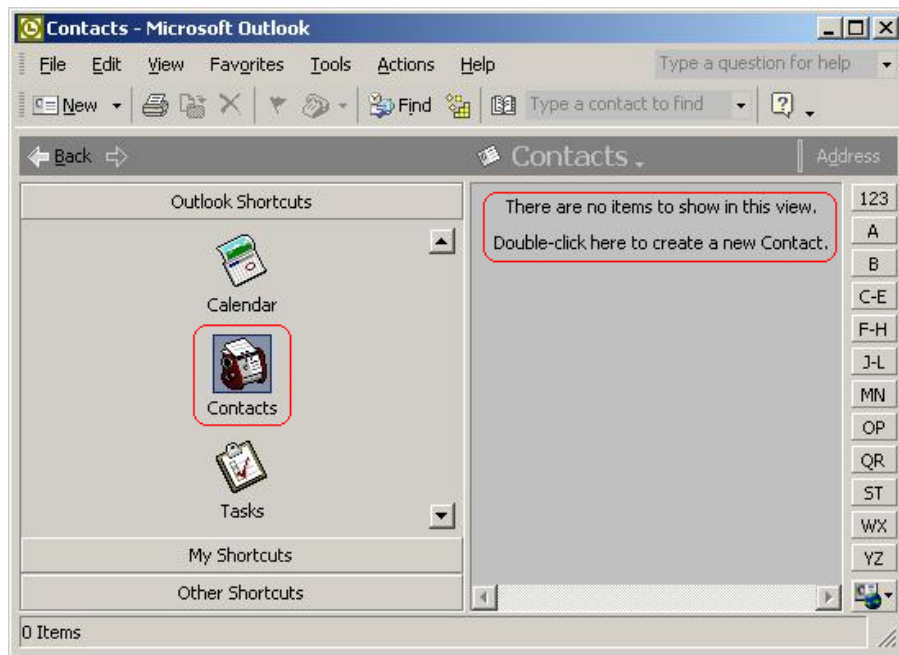 Contacts - Microsoft Outlook
File Edit View Favorites Tools Actions Help Type a question for help
New Find Type a contact to find
Back Contacts Address
Outlook Shortcuts
There are no items to show in this view.
Double-click here to create a new Contact.
Calendar
Contacts
Tasks
My Shortcuts
Other Shortcuts
123
A
B
C-E
F-H
J-L
MN
OP
QR
ST
WX
YZ
0 Items